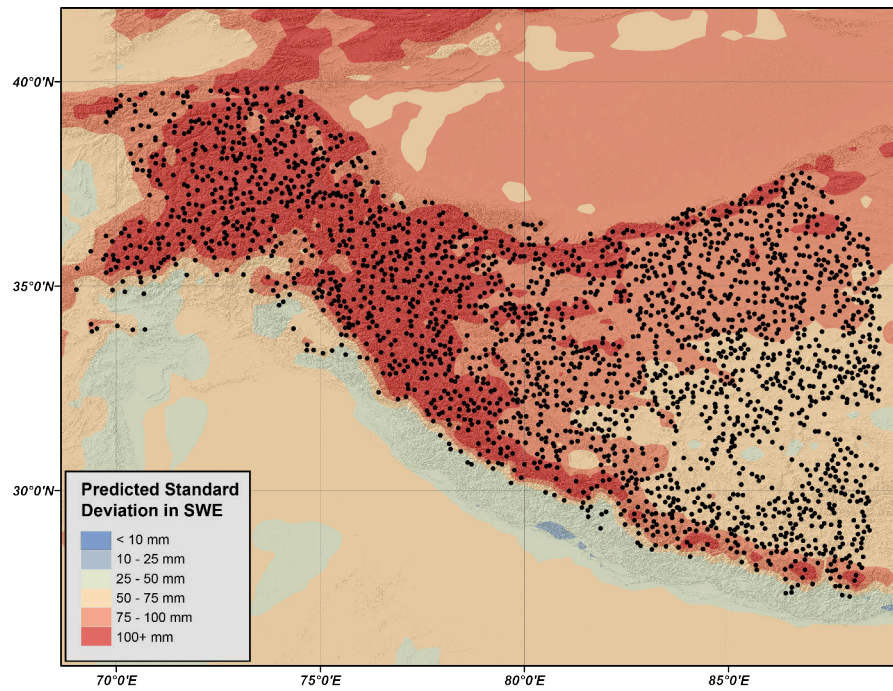 40°0'N
35°0'N
30°0'N
Predicted Standard
Deviation in SWE
< 10 mm
10 - 25 mm
25 - 50 mm
50 - 75 mm
75 - 100 mm
100+ mm
70°0'E
75°0'E
80°0'E
85°0'E